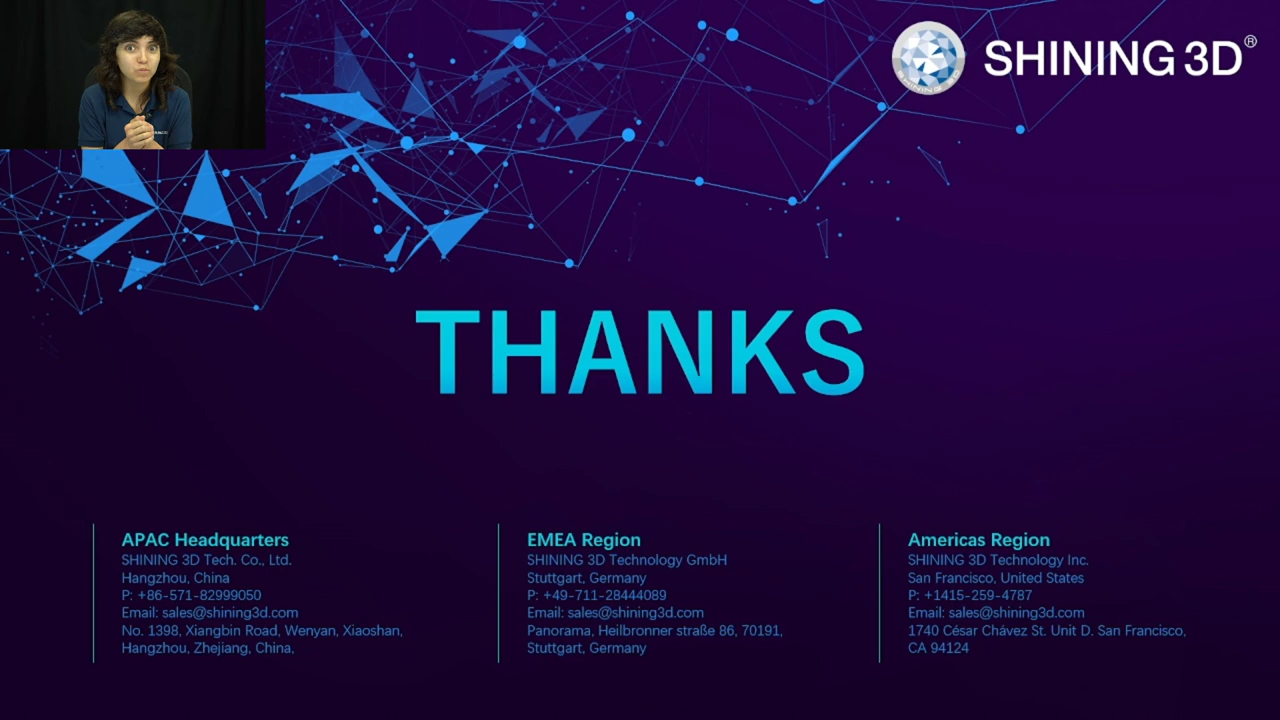 SHINING 3D®
THANKS
APAC Headquarters
SHINING 3D Tech. Co., Ltd.
Hangzhou, China
P: +86-571-82999050
Email: sales@shining3d.com
No. 1398, Xiangbin Road, Wenyan, Xiaoshan,
Hangzhou, Zhejiang, China,
EMEA Region
SHINING 3D Technology GmbH
Stuttgart, Germany
P: +49-711-28444089
Email: sales@shining3d.com
Panorama, Heilbronner straße 86, 70191,
Stuttgart, Germany
Americas Region
SHINING 3D Technology Inc.
San Francisco, United States
P: +1415-259-4787
Email: sales@shining3d.com
1740 César Chávez St. Unit D. San Francisco,
CA 94124